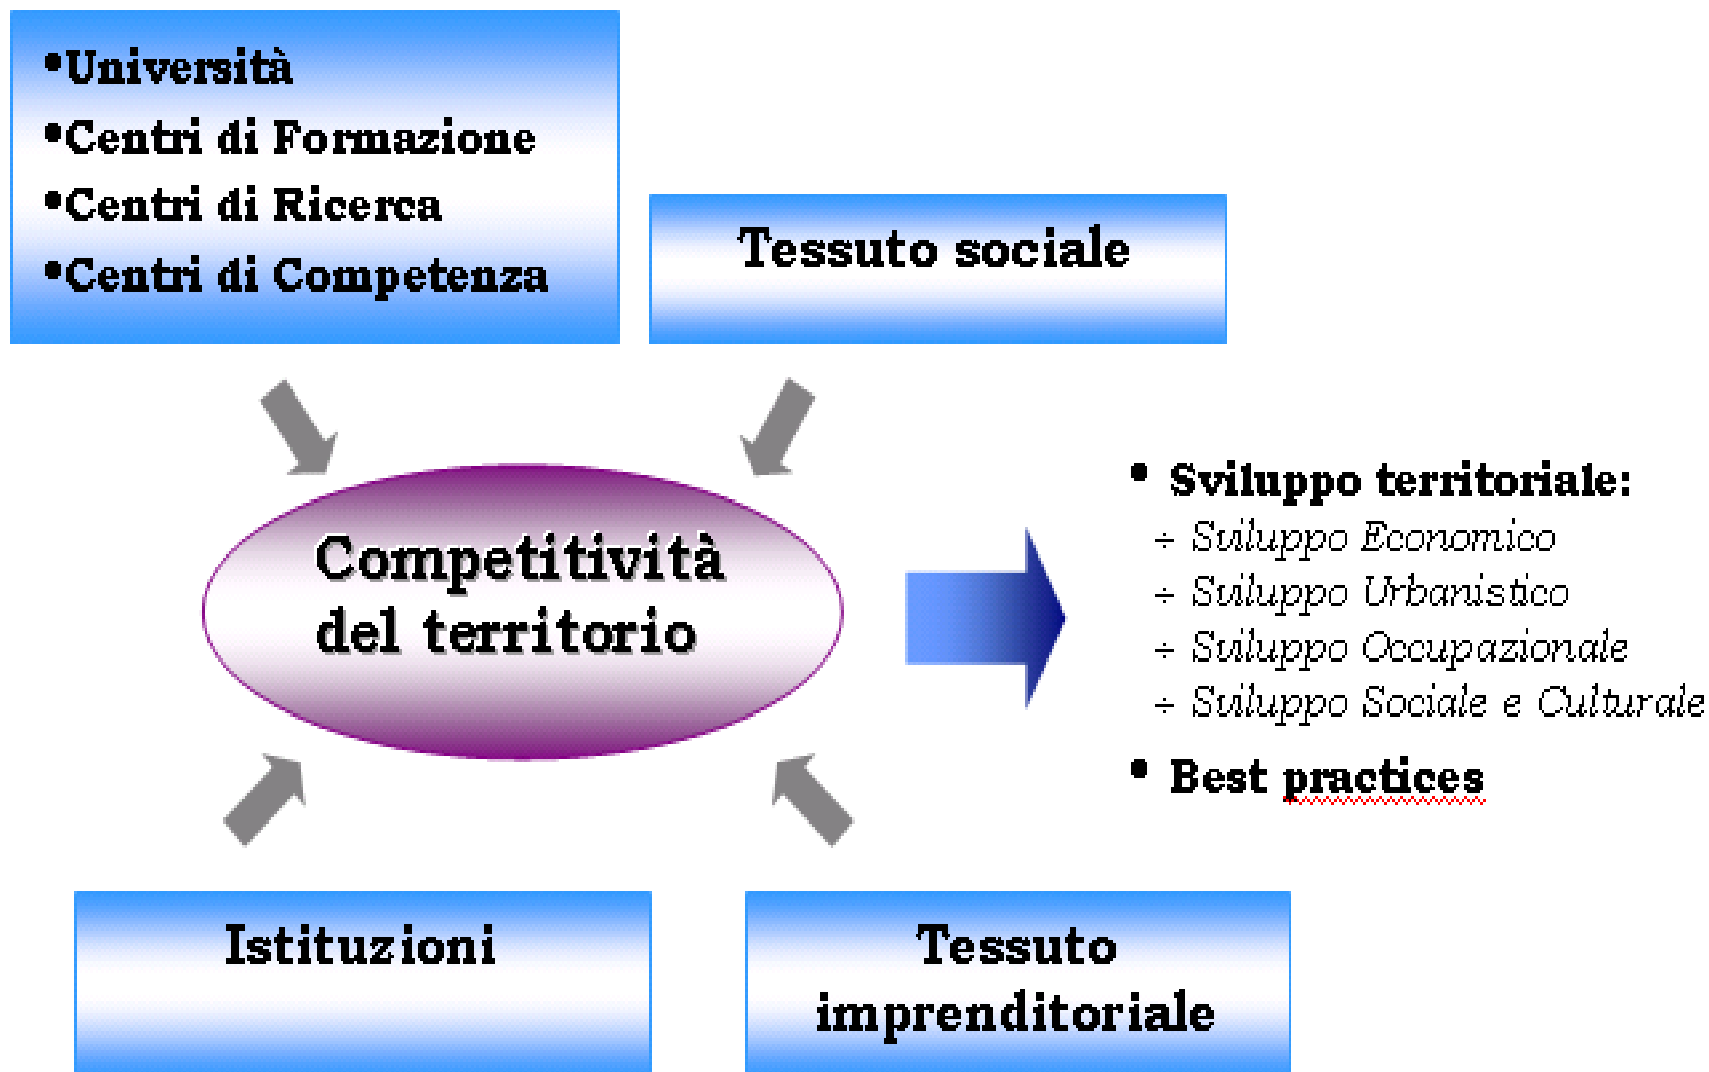 •Università
•Centri di Formazione
•Centri di Ricerca
•Centri di Competenza
Tessuto sociale
Competitività
del territorio
• Sviluppo territoriale:
÷ Sviluppo Economico
÷ Sviluppo Urbanistico
÷ Sviluppo Occupazionale
÷ Sviluppo Sociale e Culturale
• Best practices
Istituzioni
Tessuto
imprenditoriale